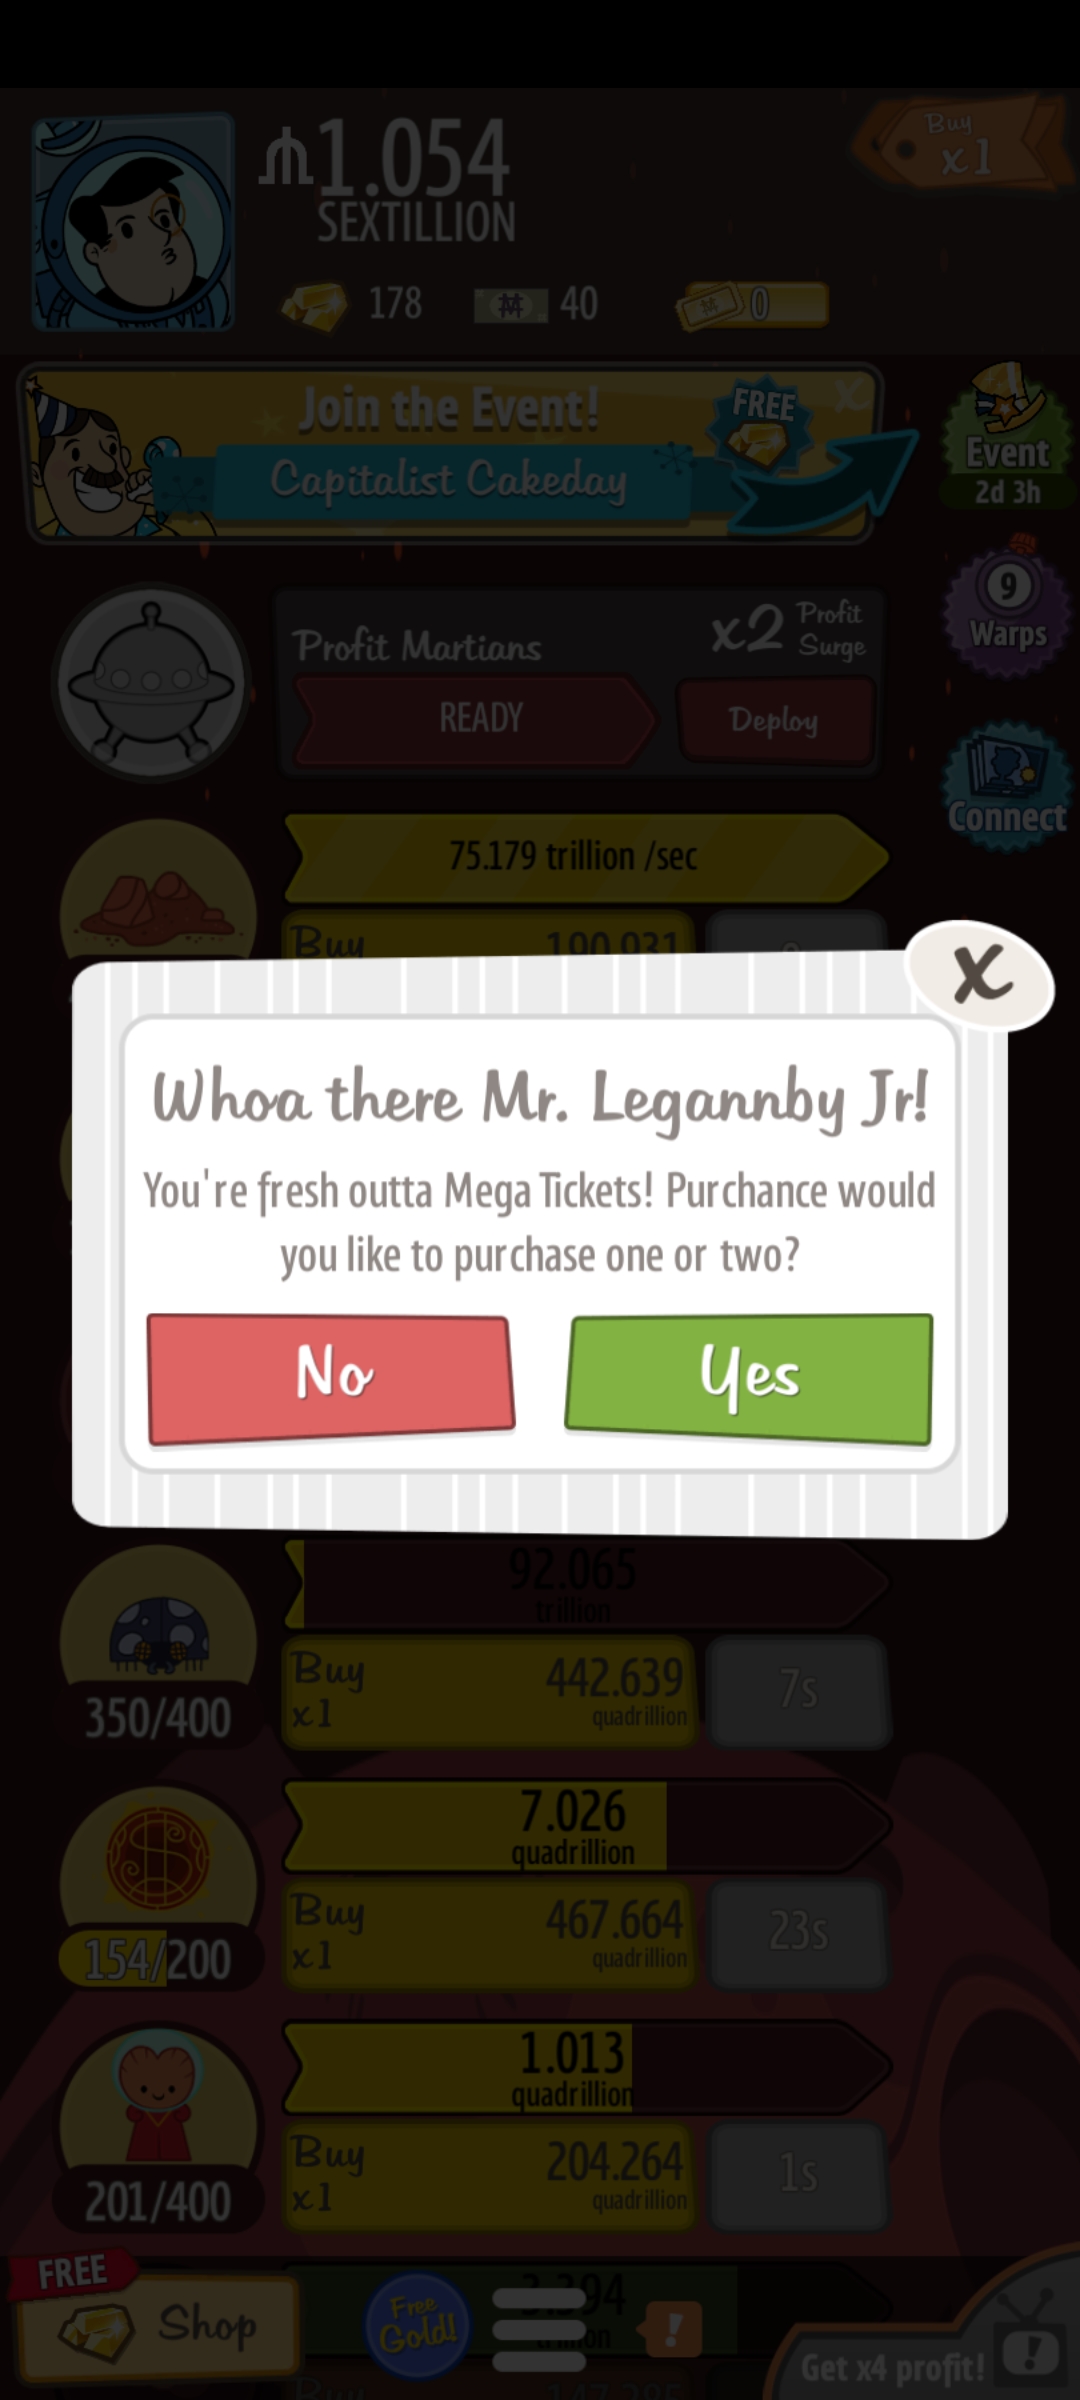 1.054
SEXTILLION
Buy
x1
178
40
0
Join the Event!
FREE
x
Capitalist Cakeday
Event
2d 3h
9
Warps
Profit Martians
x2
Profit
Surge
READY
Deploy
Connect
75.179 trillion /sec
Buy
190.931
X
Whoa there Mr. Legannby Jr!
You're fresh outta Mega Tickets! Purchance would
you like to purchase one or two?
No
Yes
92.065
trillion
350/400
Buy
x1
442.639
quadrillion
7s
7.026
quadrillion
154/200
Buy
x1
467.664
quadrillion
23s
1.013
quadrillion
201/400
Buy
x1
204.264
quadrillion
1s
FREE
Shop
Free
Gold!
!
!
Get x4 profit!
Buy